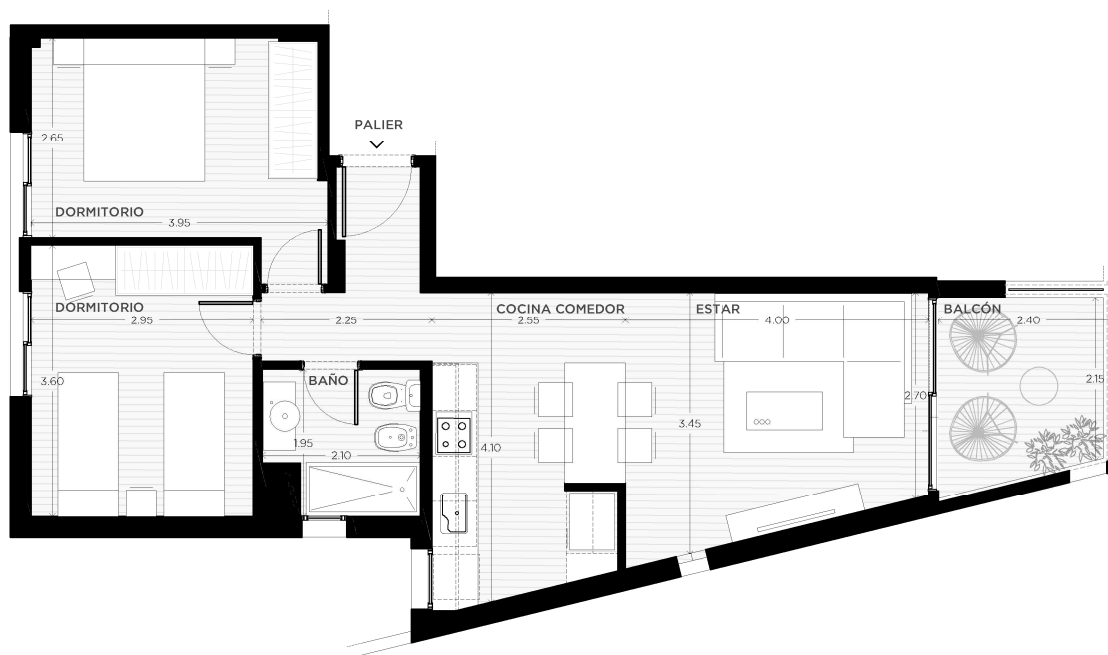 PALIER
2.65
DORMITORIO
3.95
DORMITORIO
2.95
3.60
2.25
COCINA COMEDOR
2.55
ESTAR
4.00
BALCÓN
2.40
2.15
BAÑO
1.95
2.10
4.10
3.45
2.70